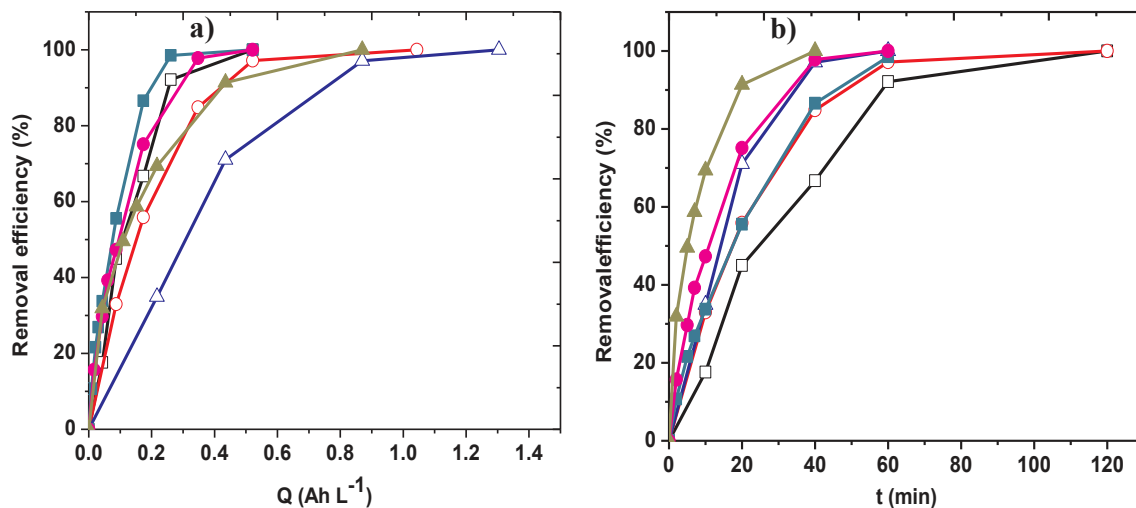 a)
100
80
60
40
20
0
Removal efficiency (%)
0.0 0.2 0.4 0.6 0.8 1.0 1.2 1.4
Q (Ah L-1)
b)
100
80
60
40
20
0
Removalefficiency (%)
0 20 40 60 80 100 120
t (min)